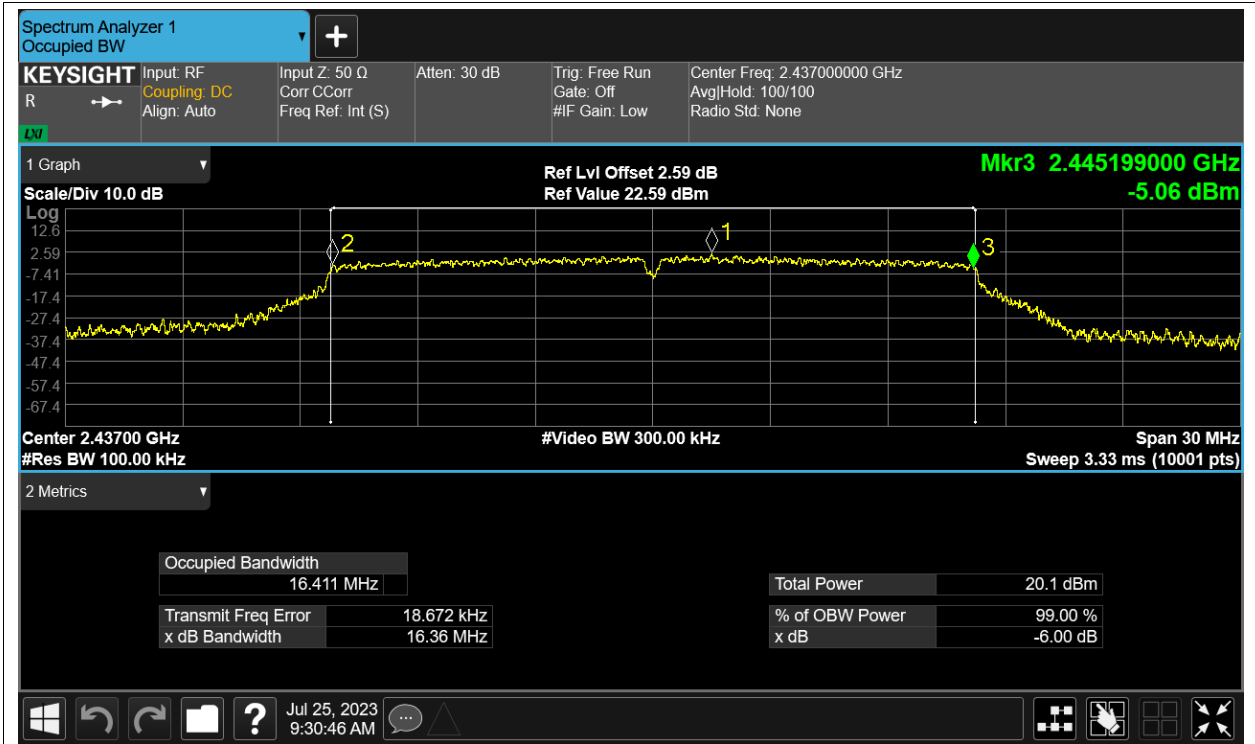 Spectrum Analyzer 1
Occupied BW
+
KEYSIGHT
R
LXI
Input: RF
Coupling: DC
Align: Auto
Input Z: 50 Ω
Corr CCorr
Freq Ref: Int (S)
Atten: 30 dB
Trig: Free Run
Gate: Off
#IF Gain: Low
Center Freq: 2.437000000 GHz
Avg|Hold: 100/100
Radio Std: None
1 Graph
Scale/Div 10.0 dB
Ref Lvl Offset 2.59 dB
Ref Value 22.59 dBm
Mkr3 2.445199000 GHz
-5.06 dBm
Log
12.6
2.59
-7.41
-17.4
-27.4
-37.4
-47.4
-57.4
-67.4
2
1
3
Center 2.43700 GHz
#Res BW 100.00 kHz
#Video BW 300.00 kHz
Span 30 MHz
Sweep 3.33 ms (10001 pts)
2 Metrics
Occupied Bandwidth
16.411 MHz
Transmit Freq Error 18.672 kHz
x dB Bandwidth 16.36 MHz
Total Power 20.1 dBm
% of OBW Power 99.00 %
x dB -6.00 dB
?
Jul 25, 2023
9:30:46 AM